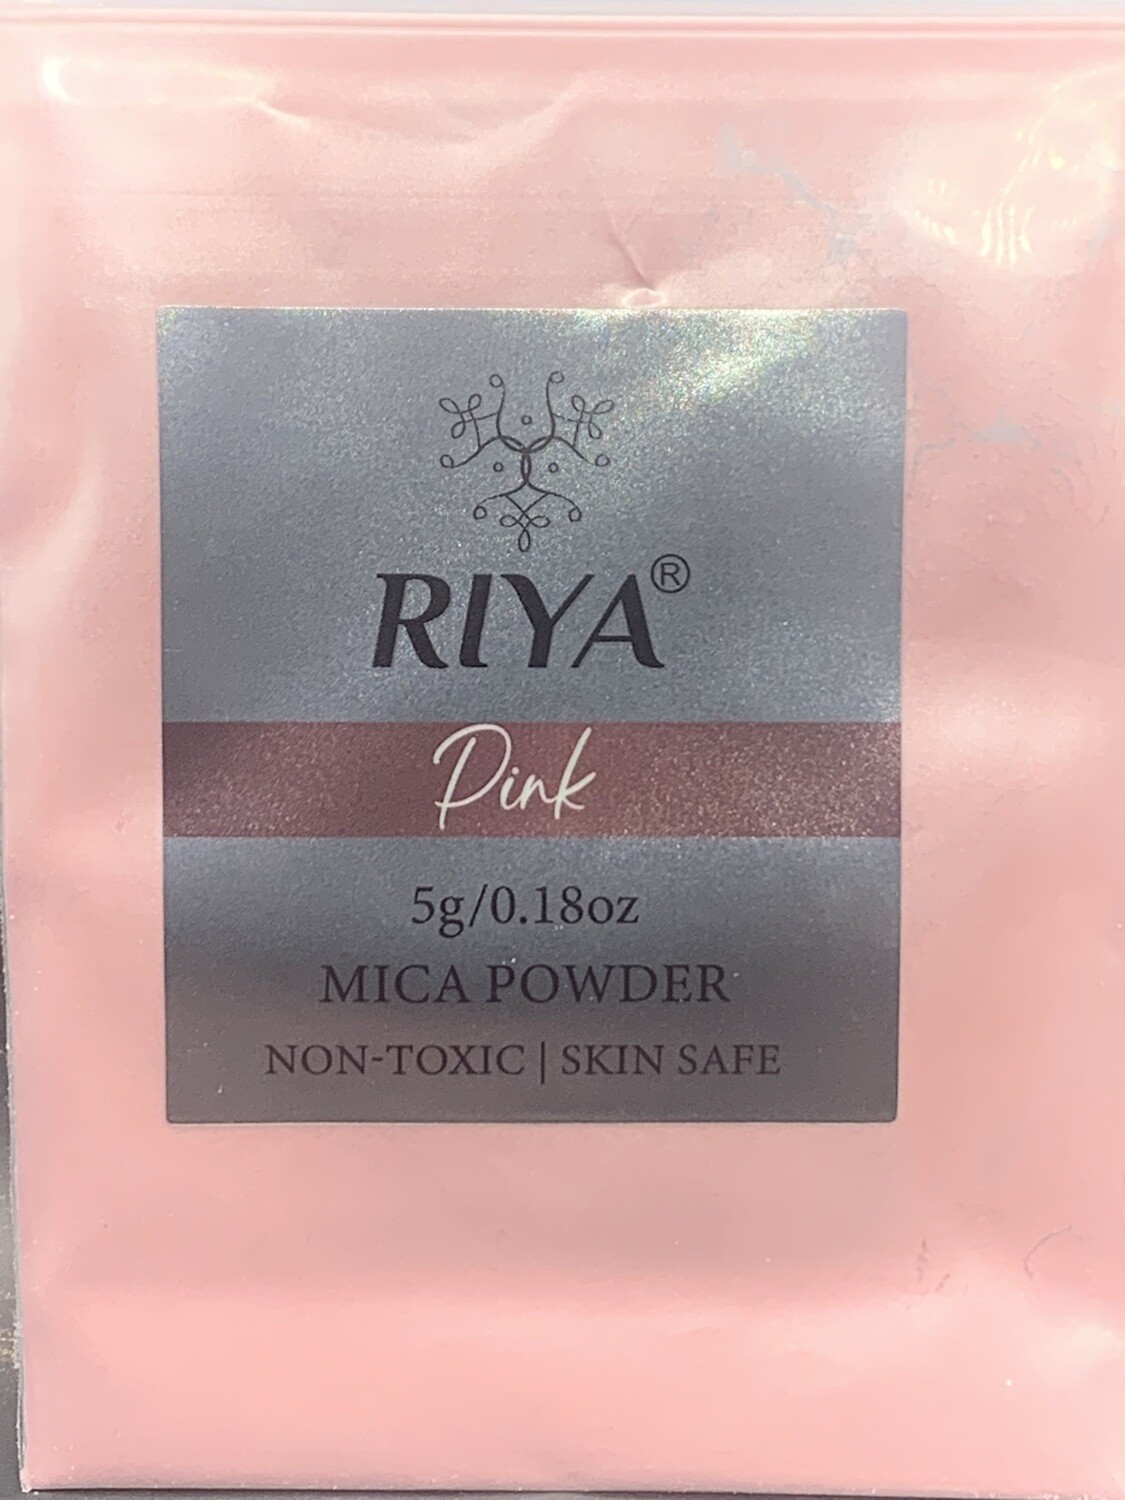 RIYA®
Pink
5g/0.18oz
MICA POWDER
NON-TOXIC | SKIN SAFE